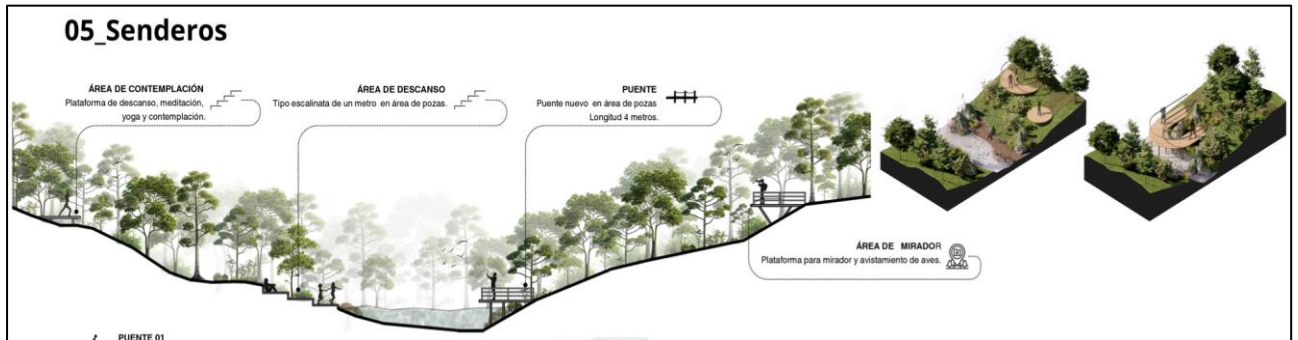 05_Senderos
ÁREA DE CONTEMPLACIÓN
Plataforma de descanso, meditación,
yoga y contemplación.
ÁREA DE DESCANSO
Tipo escalinata de un metro en área de pozas.
PUENTE
Puente nuevo en área de pozas
Longitud 4 metros.
ÁREA DE MIRADOR
Plataforma para mirador y avistamiento de aves.
PUENTE 01